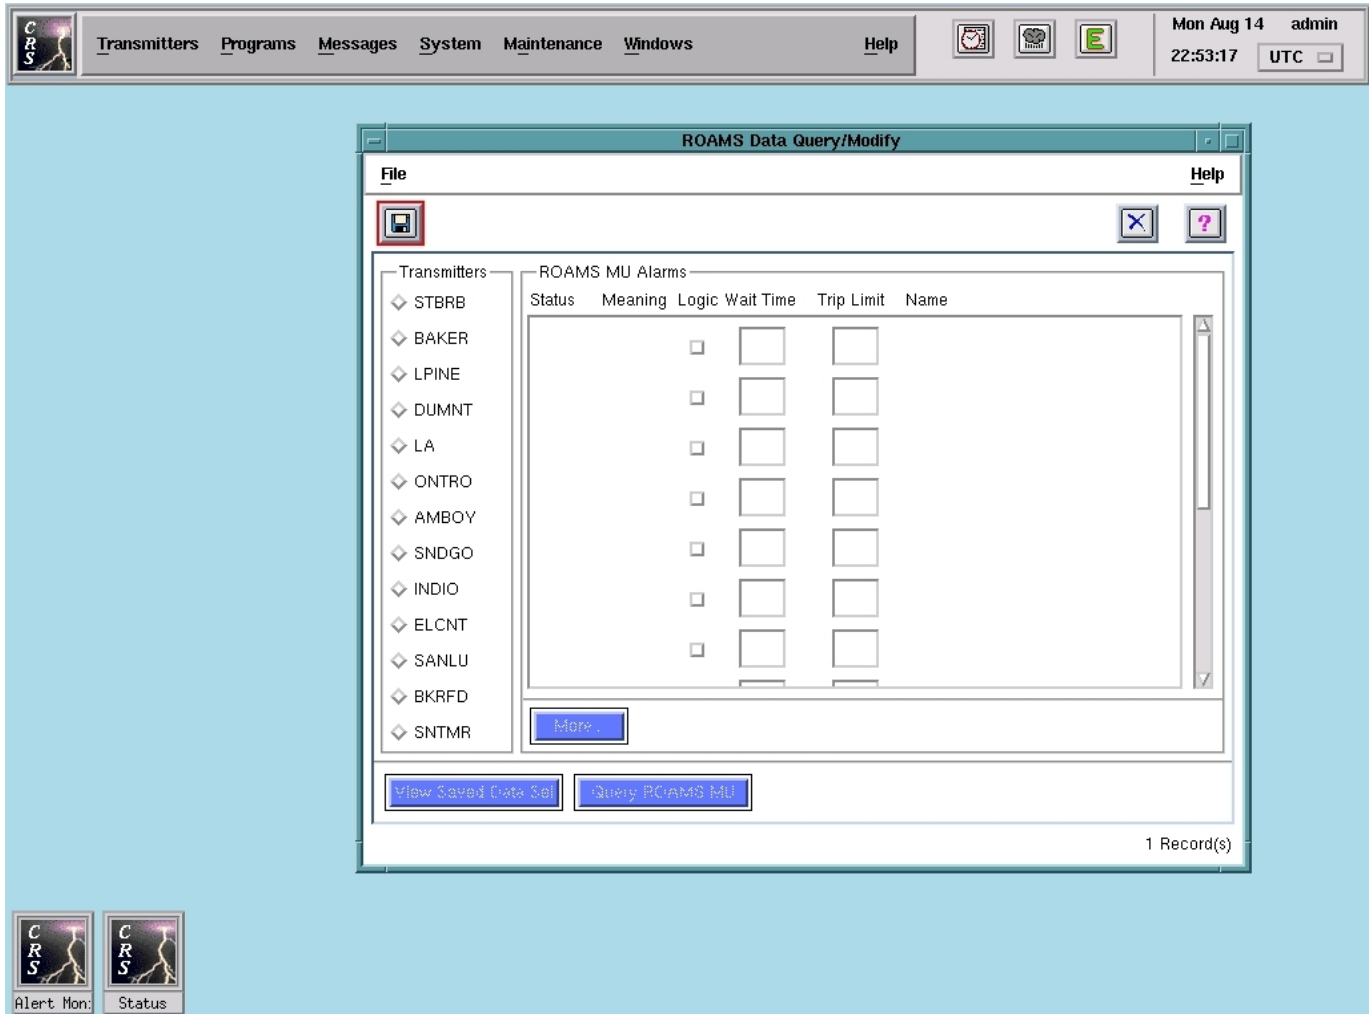 CRS
Transmitters Programs Messages System Maintenance Windows Help
E
Mon Aug 14 admin
22:53:17 UTC
ROAMS Data Query/Modify
File Help
?
Transmitters
STBRB
BAKER
LPINE
DUMNT
LA
ONTRO
AMBOY
SNDGO
INDIO
ELCNT
SANLU
BKRFD
SNTMR
ROAMS MU Alarms
Status Meaning Logic Wait Time Trip Limit Name
More .
View Saved Data Set Query ROAMS MU
1 Record(s)
CRS
Alert Mon:
CRS
Status